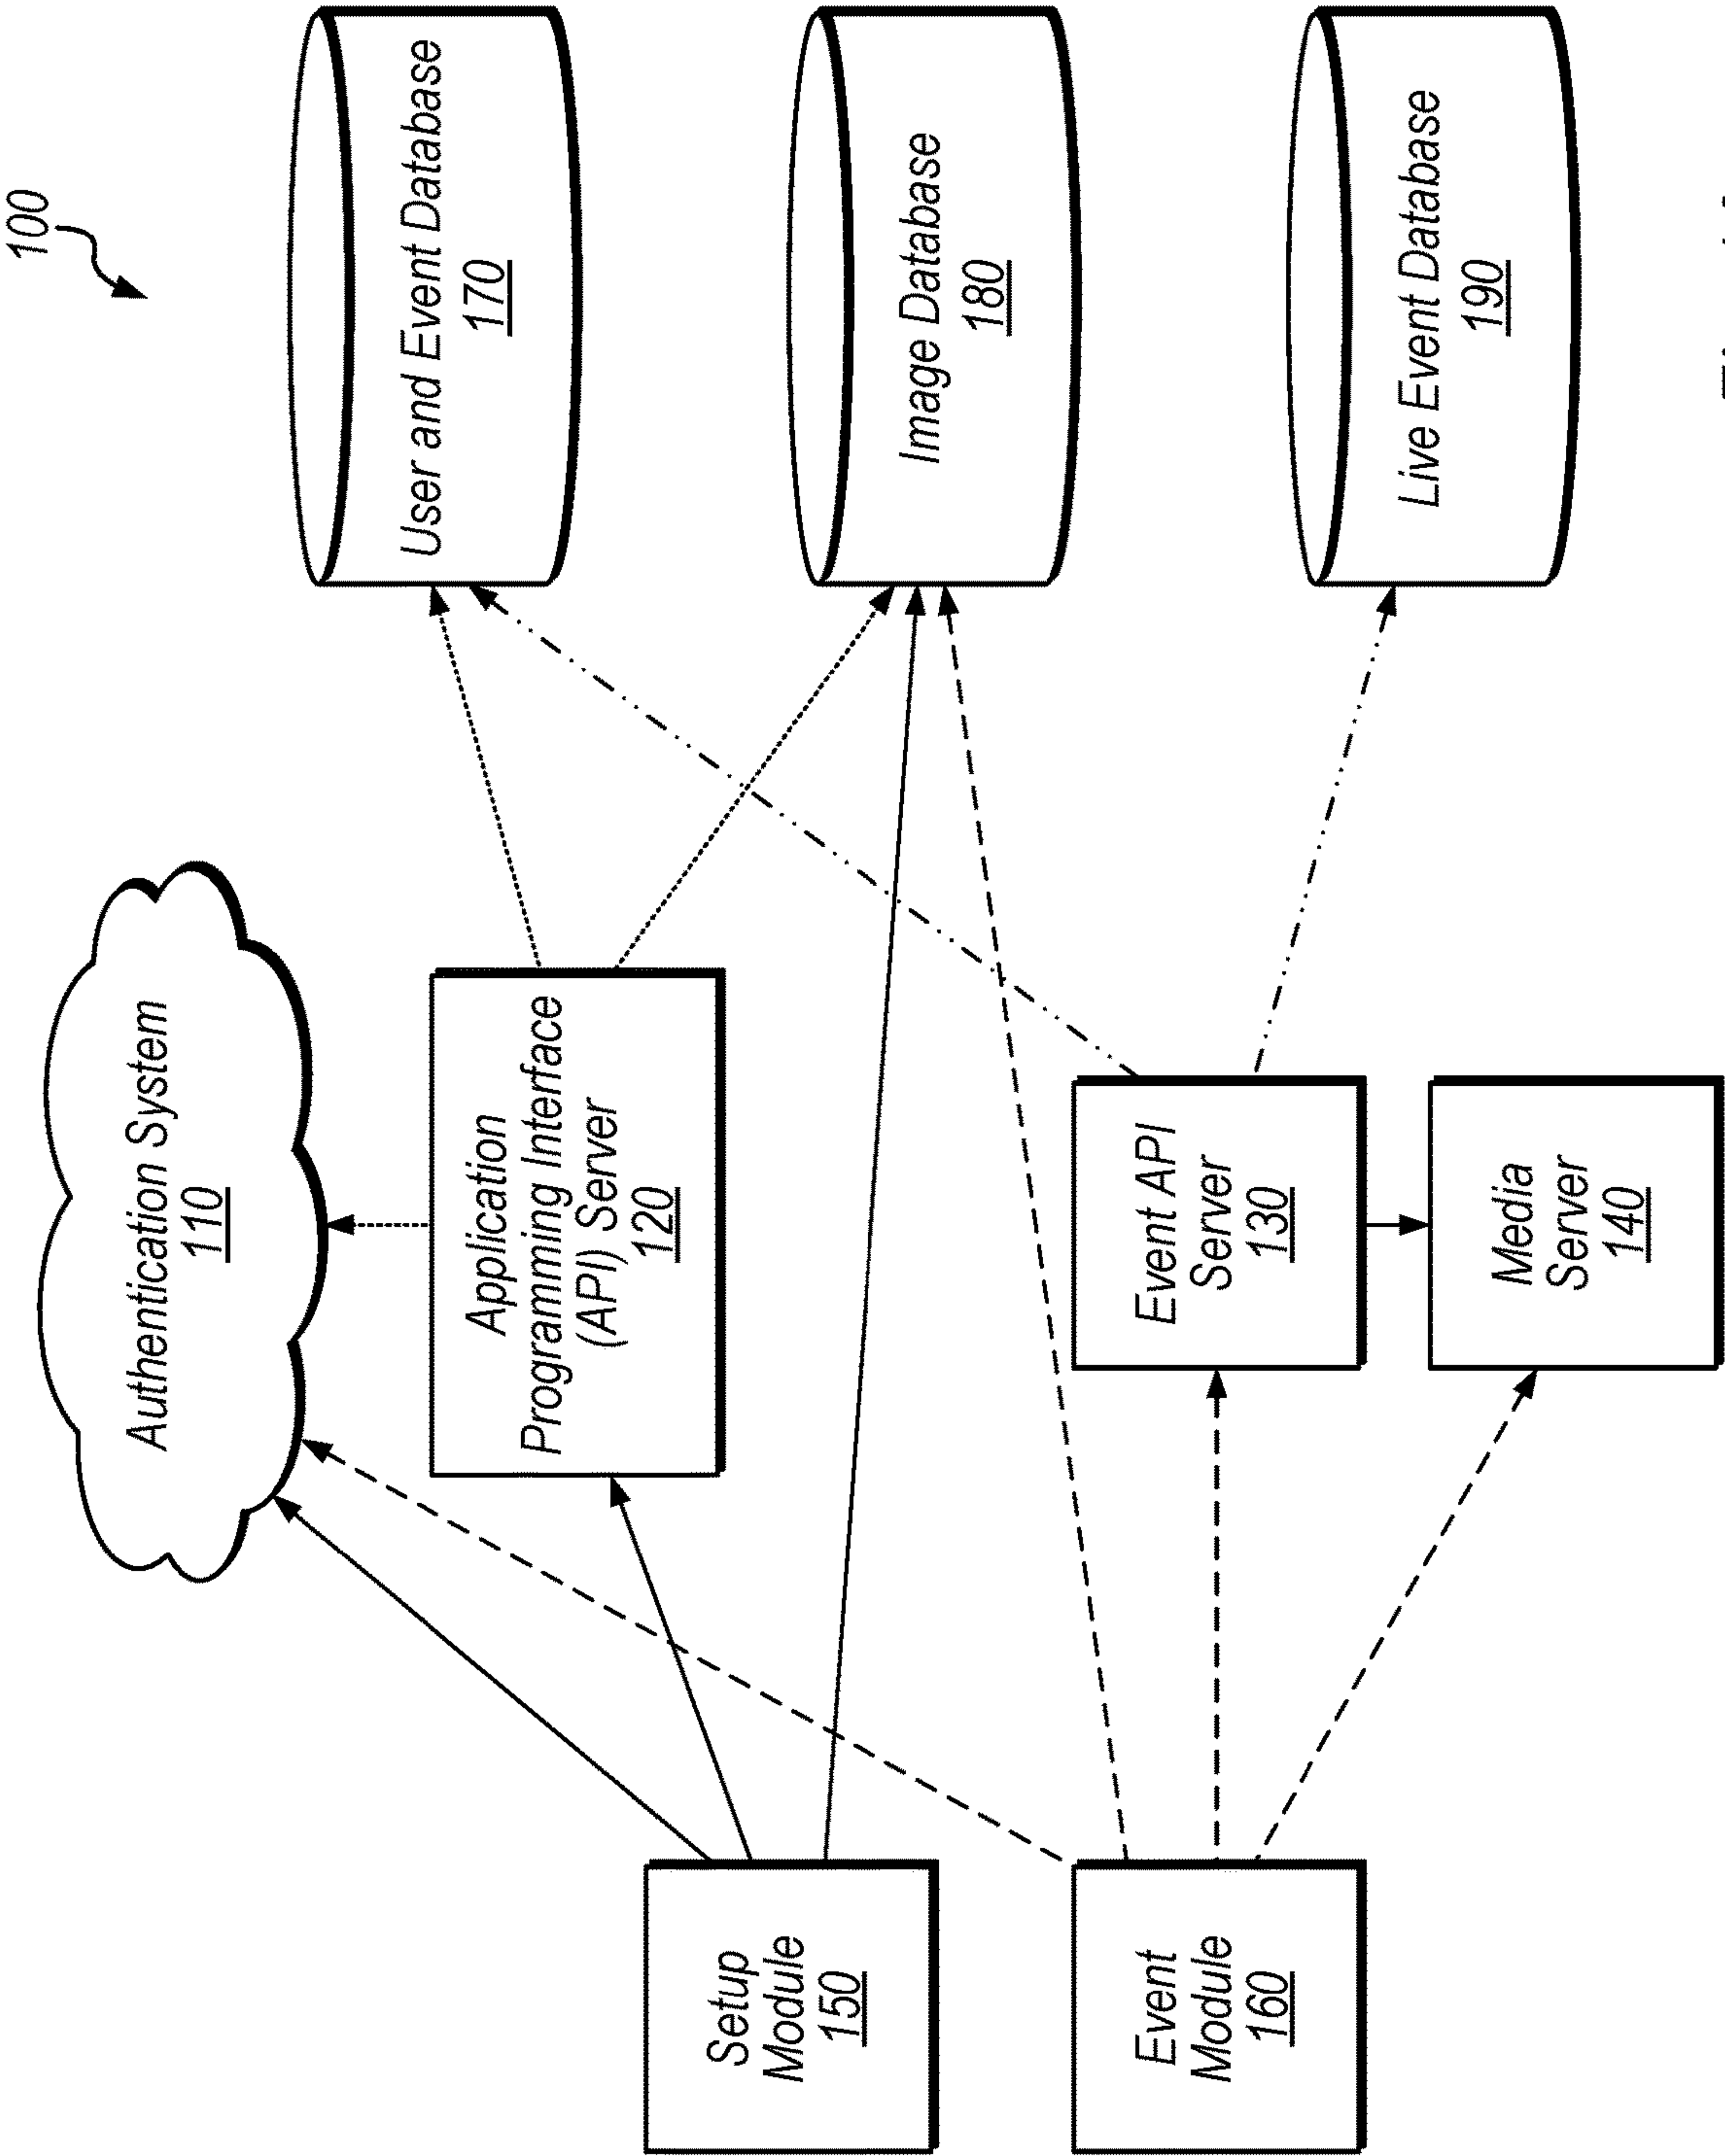 100
Authentication System
110
Application
Programming Interface
(API) Server
120
User and Event Database
170
Image Database
180
Live Event Database
190
Setup
Module
150
Event
Module
160
Event API
Server
130
Media
Server
140